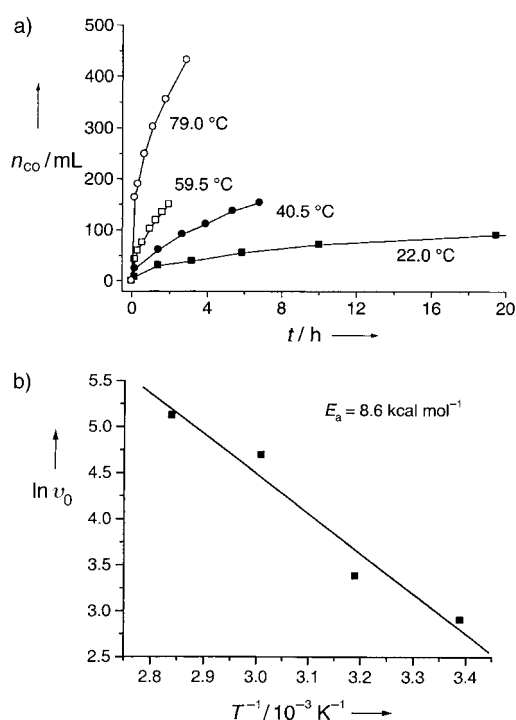 a)
500
400
300
200
100
0
n_CO / mL
79.0 °C
59.5 °C
40.5 °C
22.0 °C
0 4 8 12 16 20
t / h
b)
5.5
5.0
4.5
4.0
3.5
3.0
2.5
ln v₀
Eₐ = 8.6 kcal mol⁻¹
2.8 2.9 3.0 3.1 3.2 3.3 3.4
T⁻¹ / 10⁻³ K⁻¹